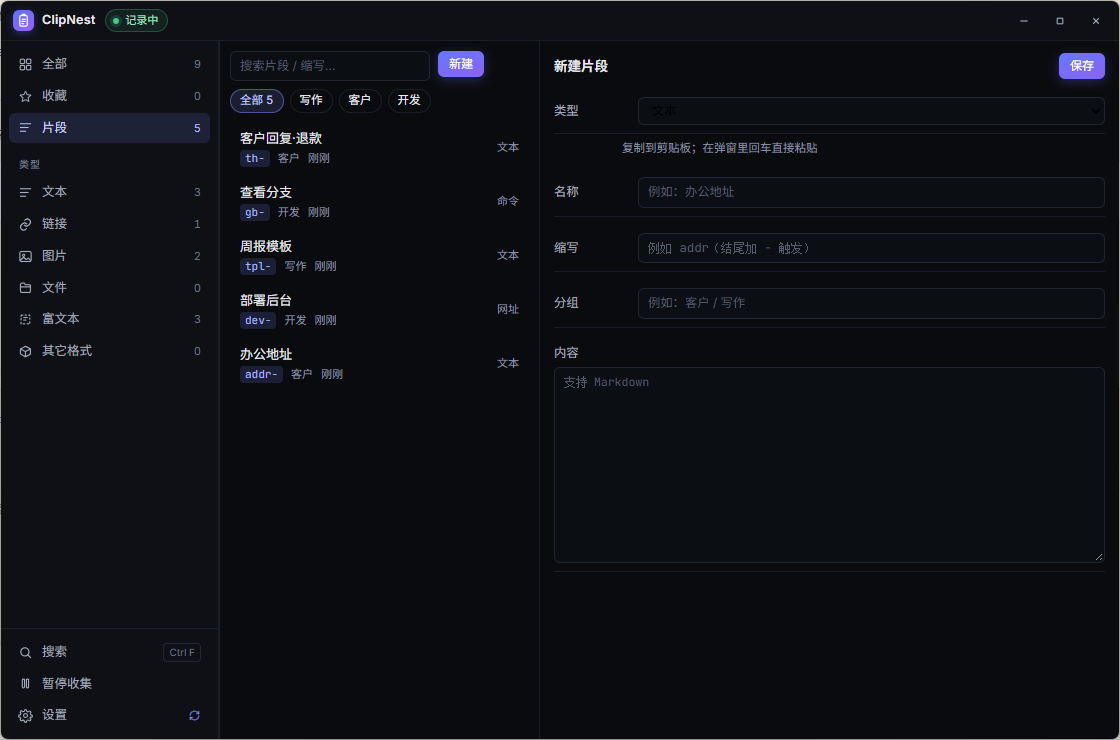 ClipNest 记录中
全部 9
收藏 0
片段 5
类型
文本 3
链接 1
图片 2
文件 0
富文本 3
其它格式 0
搜索 Ctrl F
暂停收集
设置
搜索片段 / 缩写... 新建
全部 5 写作 客户 开发
客户回复·退款 文本
th- 客户 刚刚
查看分支 命令
gb- 开发 刚刚
周报模板 文本
tpl- 写作 刚刚
部署后台 网址
dev- 开发 刚刚
办公地址 文本
addr- 客户 刚刚
新建片段 保存
类型 文本
复制到剪贴板；在弹窗里回车直接粘贴
名称 例如：办公地址
缩写 例如 addr（结尾加 - 触发）
分组 例如：客户 / 写作
内容
支持 Markdown